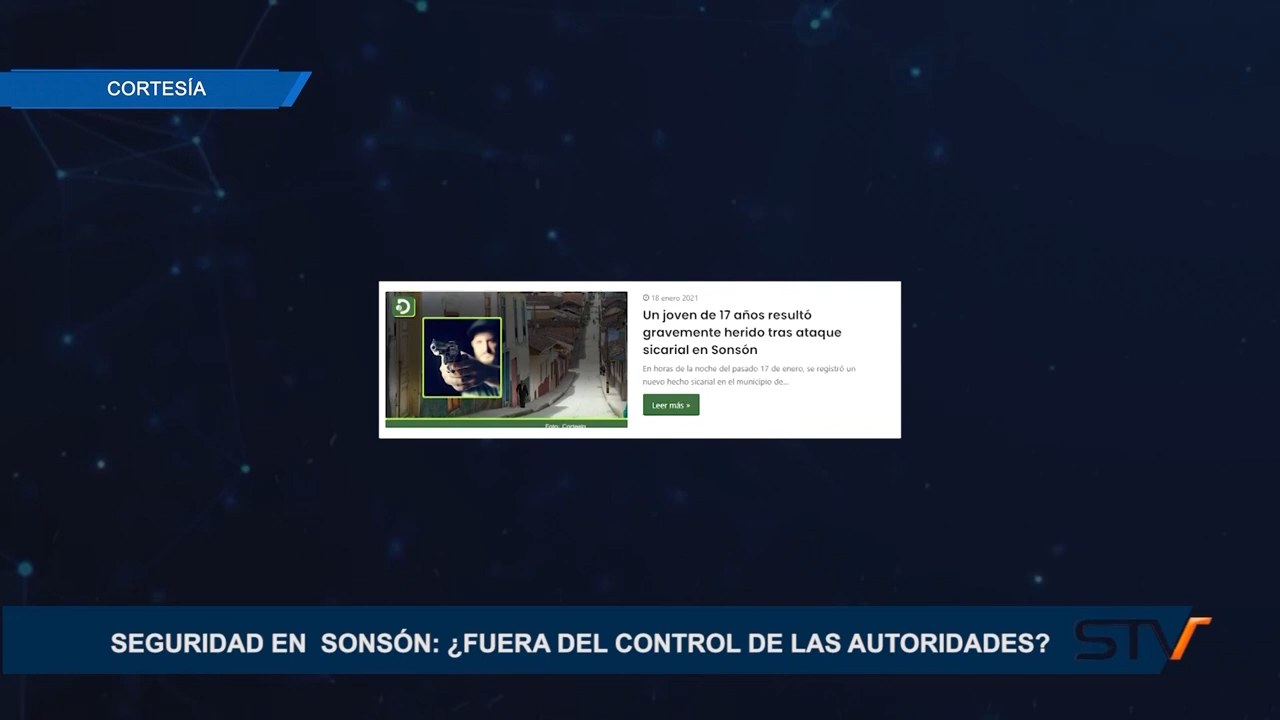 CORTESÍA
18 enero 2021
Un joven de 17 años resultó
gravemente herido tras ataque
sicarial en Sonsón
En horas de la noche del pasado 17 de enero, se registró un
nuevo hecho sicarial en el municipio de...
Leer más »
Foto: Cortesía
SEGURIDAD EN SONSÓN: ¿FUERA DEL CONTROL DE LAS AUTORIDADES?
STV